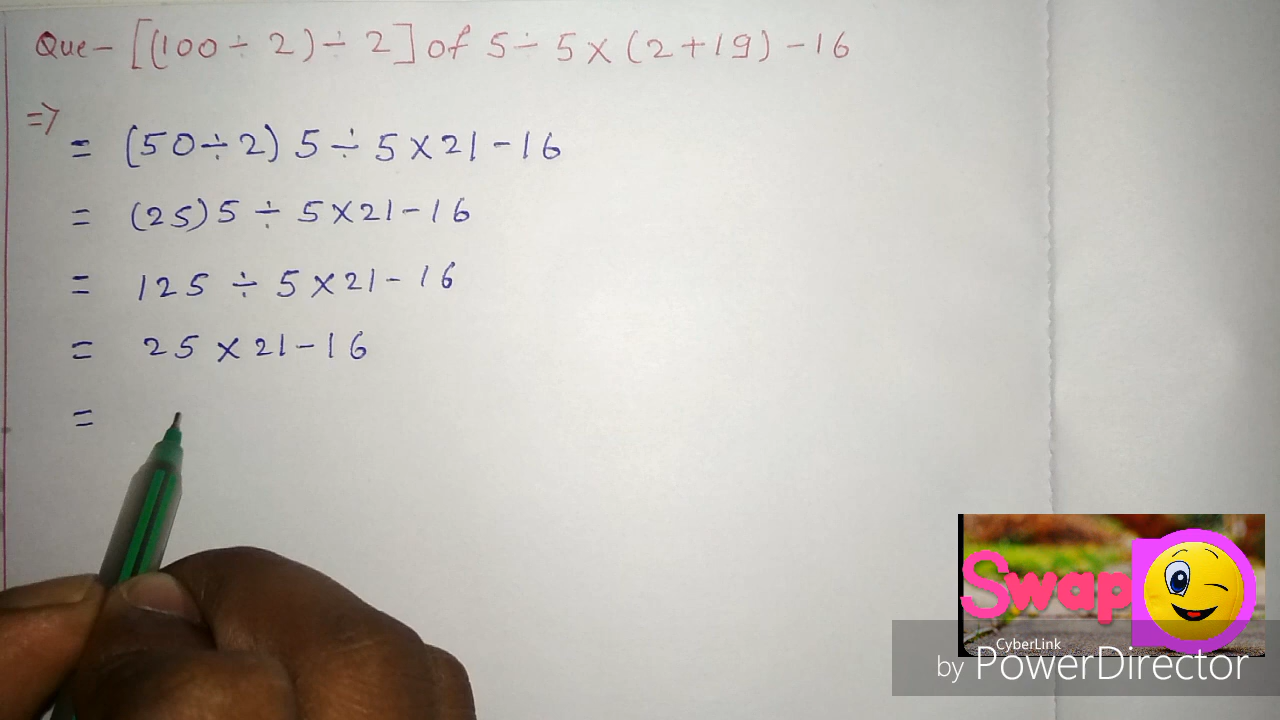 Que- [(100÷2)÷2] of 5÷5×(2+19)-16
=>
= (50÷2)5÷5×21-16
= (25)5÷5×21-16
= 125÷5×21-16
= 25×21-16
=
Swap
CyberLink
by PowerDirector